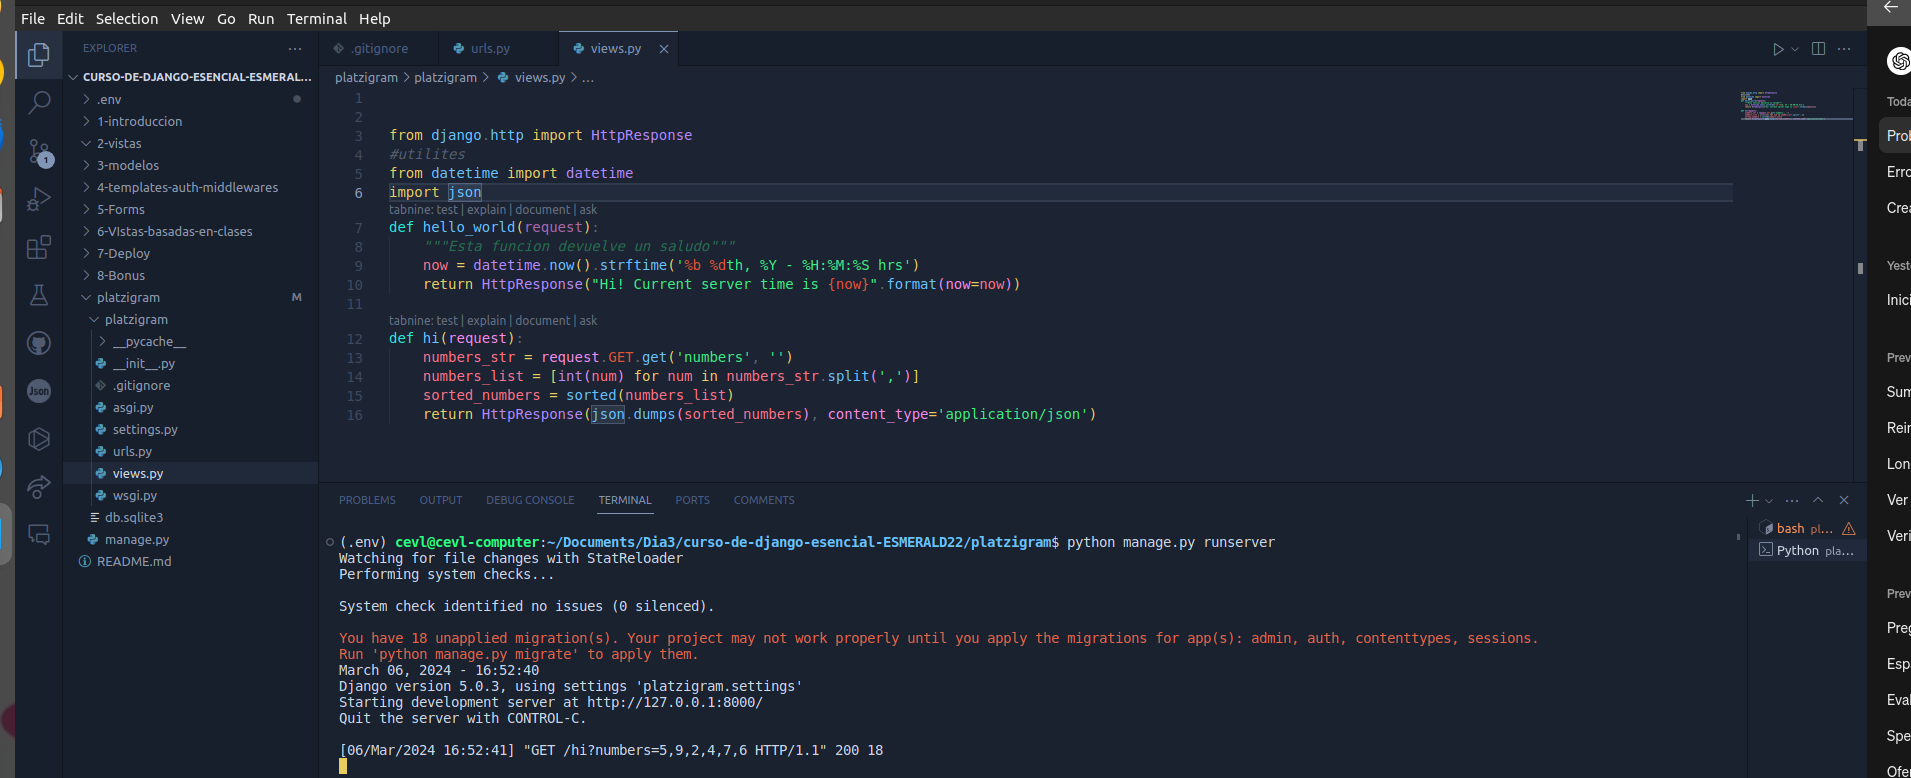 File Edit Selection View Go Run Terminal Help
EXPLORER
CURSO-DE-DJANGO-ESENCIAL-ESMERAL...
.env
1-introduccion
2-vistas
3-modelos
4-templates-auth-middlewares
5-Forms
6-VIstas-basadas-en-clases
7-Deploy
8-Bonus
platzigram M
platzigram
__pycache__
__init__.py
.gitignore
asgi.py
settings.py
urls.py
views.py
wsgi.py
db.sqlite3
manage.py
README.md
1
Json
.gitignore urls.py views.py
platzigram > platzigram > views.py > ...
1
2
3 from django.http import HttpResponse
4 #utilites
5 from datetime import datetime
6 import json
tabnine: test | explain | document | ask
7 def hello_world(request):
8 """Esta funcion devuelve un saludo"""
9 now = datetime.now().strftime('%b %dth, %Y - %H:%M:%S hrs')
10 return HttpResponse("Hi! Current server time is {now}".format(now=now))
11
tabnine: test | explain | document | ask
12 def hi(request):
13 numbers_str = request.GET.get('numbers', '')
14 numbers_list = [int(num) for num in numbers_str.split(',')]
15 sorted_numbers = sorted(numbers_list)
16 return HttpResponse(json.dumps(sorted_numbers), content_type='application/json')
PROBLEMS OUTPUT DEBUG CONSOLE TERMINAL PORTS COMMENTS
(.env) cevl@cevl-computer:~/Documents/Dia3/curso-de-django-esencial-ESMERALD22/platzigram$ python manage.py runserver
Watching for file changes with StatReloader
Performing system checks...
System check identified no issues (0 silenced).
You have 18 unapplied migration(s). Your project may not work properly until you apply the migrations for app(s): admin, auth, contenttypes, sessions.
Run 'python manage.py migrate' to apply them.
March 06, 2024 - 16:52:40
Django version 5.0.3, using settings 'platzigram.settings'
Starting development server at http://127.0.0.1:8000/
Quit the server with CONTROL-C.
[06/Mar/2024 16:52:41] "GET /hi?numbers=5,9,2,4,7,6 HTTP/1.1" 200 18
bash pl...
Python pla...
Toda
Prob
Erro
Crea
Yest
Inici
Prev
Sum
Rein
Lon
Ver
Veri
Prev
Preg
Espa
Eval
Spe
Ofer